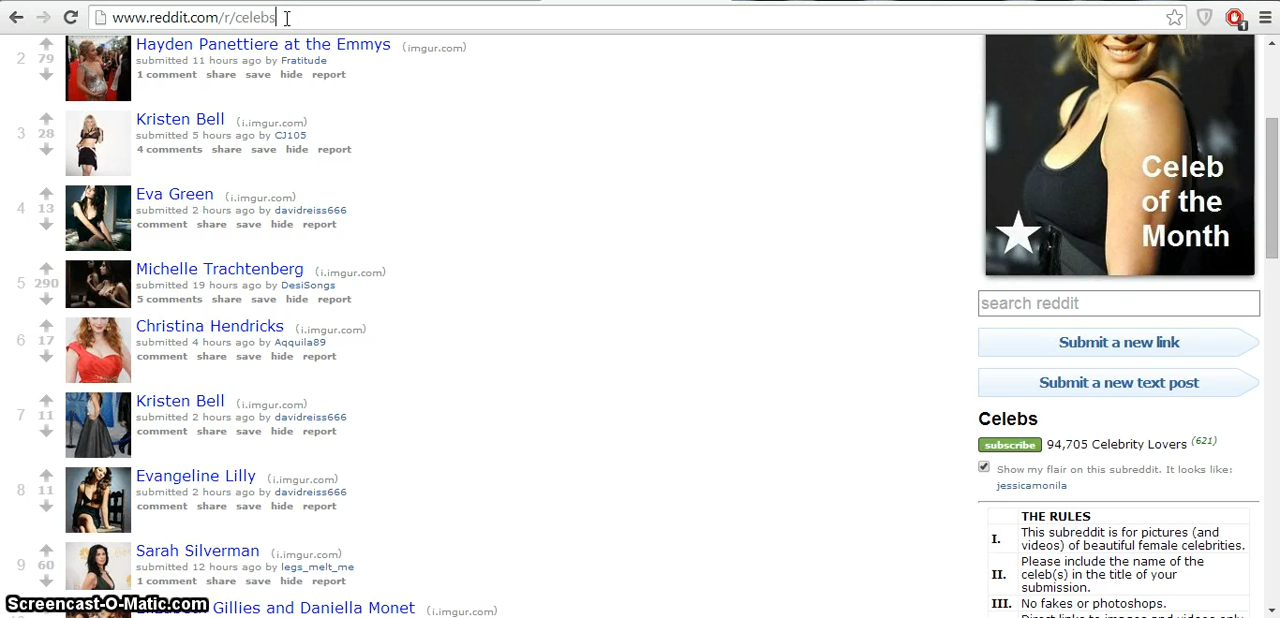 www.reddit.com/r/celebs
1
2
79
Hayden Panettiere at the Emmys (imgur.com)
submitted 11 hours ago by Fratitude
1 comment share save hide report
3
28
Kristen Bell (i.imgur.com)
submitted 5 hours ago by CJ105
4 comments share save hide report
4
13
Eva Green (i.imgur.com)
submitted 2 hours ago by davidreiss666
comment share save hide report
5
290
Michelle Trachtenberg (i.imgur.com)
submitted 19 hours ago by DesiSongs
5 comments share save hide report
6
17
Christina Hendricks (i.imgur.com)
submitted 4 hours ago by Aqquila89
comment share save hide report
7
11
Kristen Bell (i.imgur.com)
submitted 2 hours ago by davidreiss666
comment share save hide report
8
11
Evangeline Lilly (i.imgur.com)
submitted 2 hours ago by davidreiss666
comment share save hide report
9
60
Sarah Silverman (i.imgur.com)
submitted 12 hours ago by legs_melt_me
1 comment share save hide report
Gillies and Daniella Monet (i.imgur.com)
Screencast-O-Matic.com
Celeb
of the
Month
search reddit
Submit a new link
Submit a new text post
Celebs
subscribe 94,705 Celebrity Lovers (621)
Show my flair on this subreddit. It looks like:
jessicamonila
THE RULES
I. This subreddit is for pictures (and
videos) of beautiful female celebrities.
II. Please include the name of the
celeb(s) in the title of your
submission.
III. No fakes or photoshops.